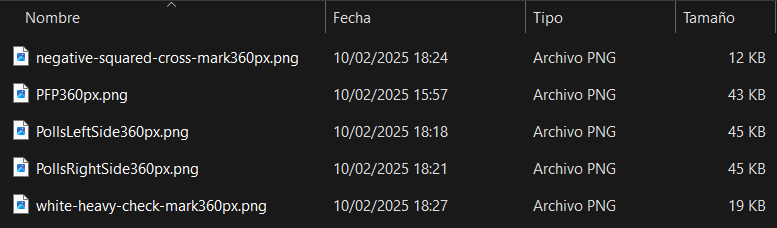 Nombre Fecha Tipo Tamaño
negative-squared-cross-mark360px.png 10/02/2025 18:24 Archivo PNG 12 KB
PFP360px.png 10/02/2025 15:57 Archivo PNG 43 KB
PollsLeftSide360px.png 10/02/2025 18:18 Archivo PNG 45 KB
PollsRightSide360px.png 10/02/2025 18:21 Archivo PNG 45 KB
white-heavy-check-mark360px.png 10/02/2025 18:27 Archivo PNG 19 KB